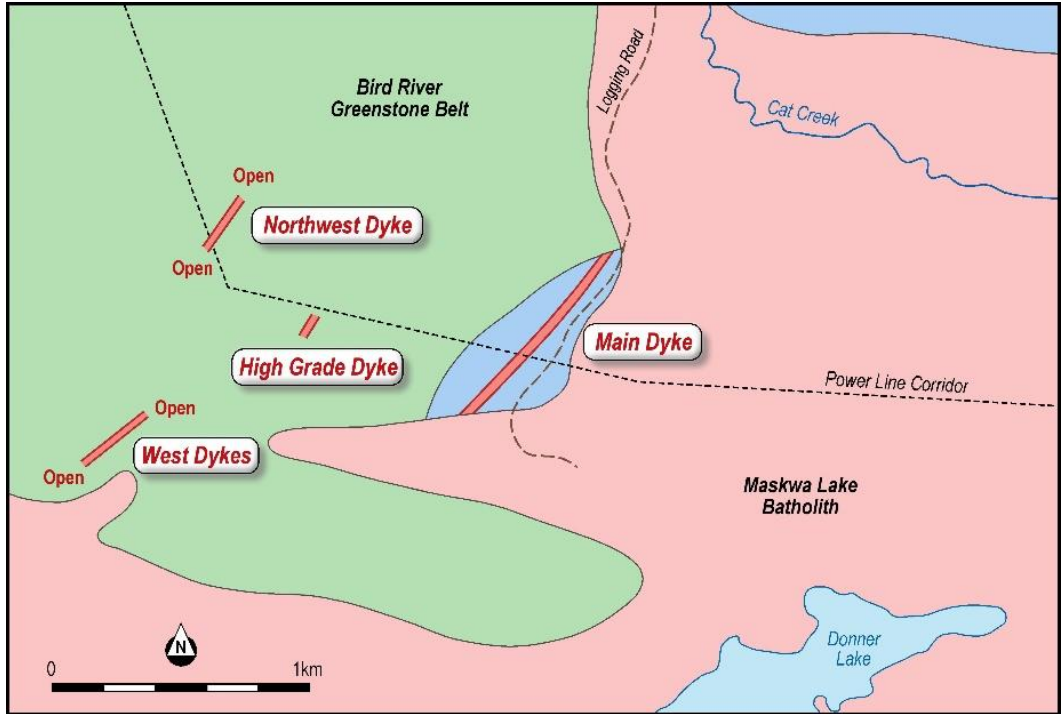 Bird River
Greenstone Belt
Logging Road
Cat Creek
Open
Northwest Dyke
Open
High Grade Dyke
Main Dyke
Power Line Corridor
Open
West Dykes
Open
Maskwa Lake
Batholith
Donner
Lake
N
0
1km